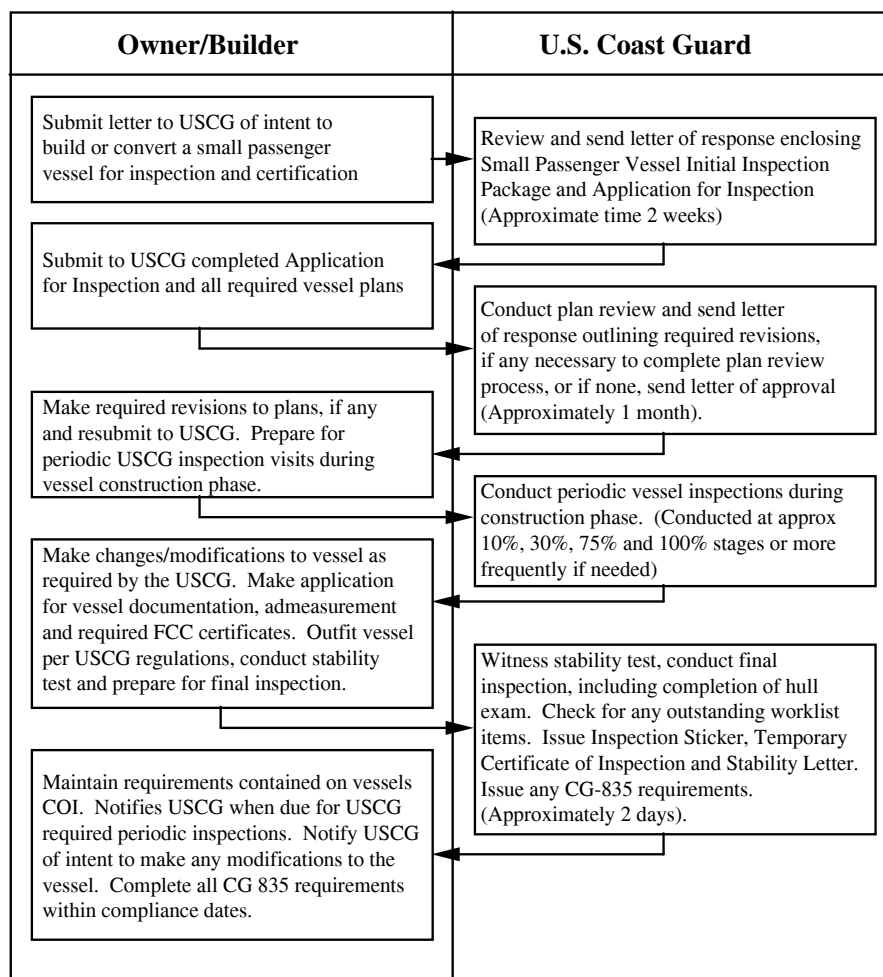 Owner/Builder
U.S. Coast Guard
Submit letter to USCG of intent to
build or convert a small passenger
vessel for inspection and certification
Review and send letter of response enclosing
Small Passenger Vessel Initial Inspection
Package and Application for Inspection
(Approximate time 2 weeks)
Submit to USCG completed Application
for Inspection and all required vessel plans
Conduct plan review and send letter
of response outlining required revisions,
if any necessary to complete plan review
process, or if none, send letter of approval
(Approximately 1 month).
Make required revisions to plans, if any
and resubmit to USCG.  Prepare for
periodic USCG inspection visits during
vessel construction phase.
Conduct periodic vessel inspections during
construction phase.  (Conducted at approx
10%, 30%, 75% and 100% stages or more
frequently if needed)
Make changes/modifications to vessel as
required by the USCG.  Make application
for vessel documentation, admeasurement
and required FCC certificates.  Outfit vessel
per USCG regulations, conduct stability
test and prepare for final inspection.
Witness stability test, conduct final
inspection, including completion of hull
exam.  Check for any outstanding worklist
items.  Issue Inspection Sticker, Temporary
Certificate of Inspection and Stability Letter.
Issue any CG-835 requirements.
(Approximately 2 days).
Maintain requirements contained on vessels
COI.  Notifies USCG when due for USCG
required periodic inspections.  Notify USCG
of intent to make any modifications to the
vessel.  Complete all CG 835 requirements
within compliance dates.